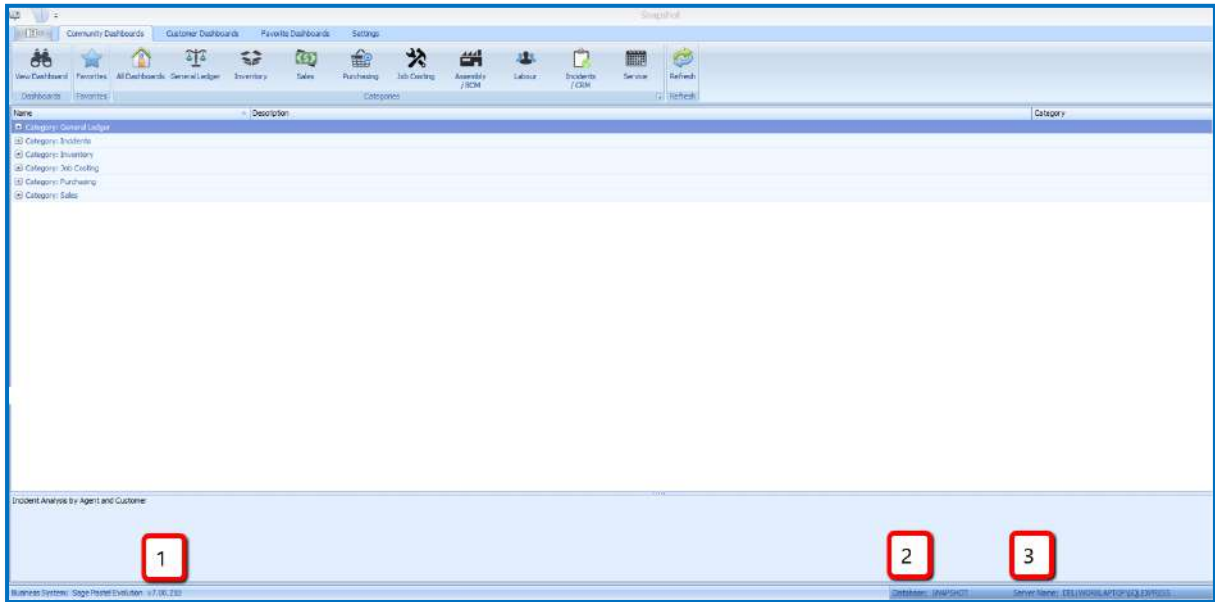 Snapshot
Community Dashboards Customer Dashboards Favorite Dashboards Settings
View Dashboard Favorites All Dashboards General Ledger Inventory Sales Purchasing Job Costing Assembly / BOM Labour Incidents / CRM Service Refresh
Dashboards Favorites Categories Refresh
Name Description Category
Category: General Ledger
Category: Incidents
Category: Inventory
Category: Job Costing
Category: Purchasing
Category: Sales
Incident Analysis by Agent and Customer
1 2 3
Business System: Sage Pastel Evolution Database: SNAPSHOT Server Name: